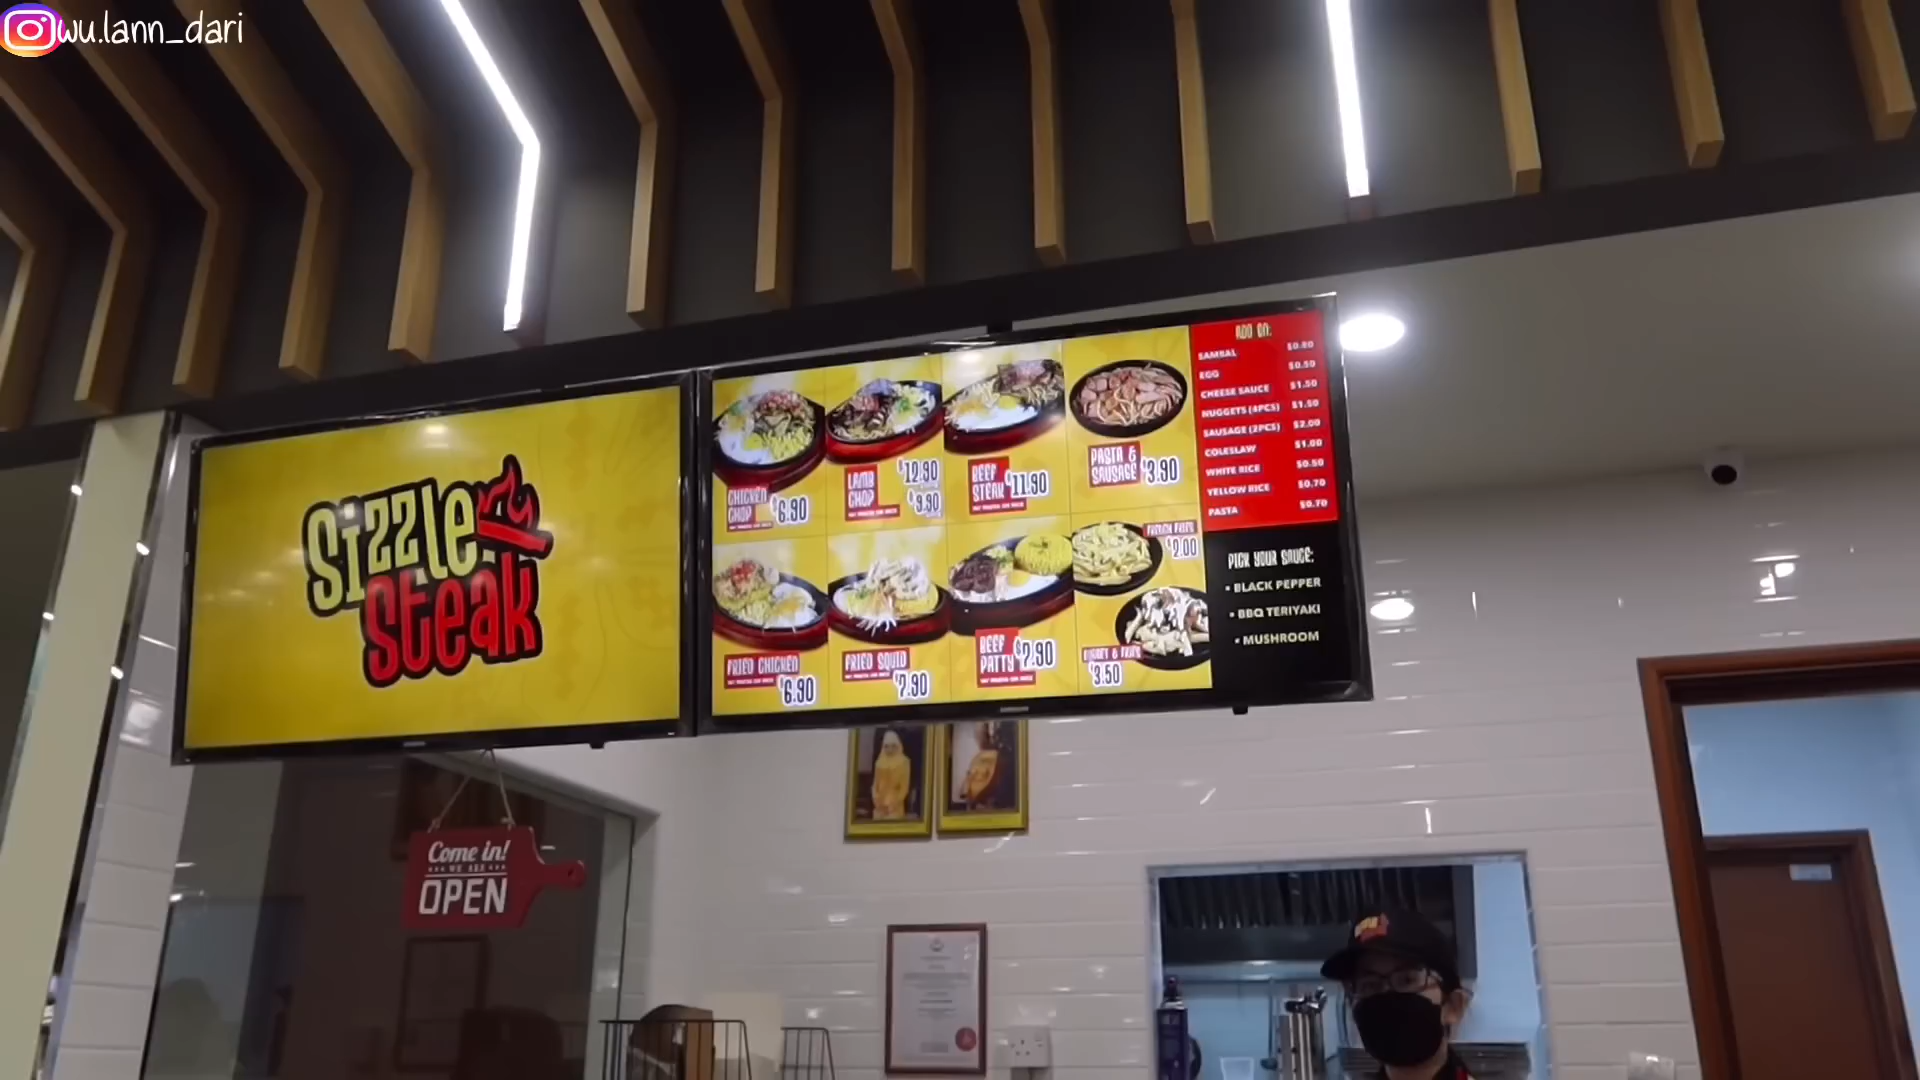 wu.lann_dari
Sizzle
Steak
CHICKEN
CHOP
$6.90
LAMB
CHOP
$12.90
$9.90
BEEF
STEAK
$11.90
PASTA &
SAUSAGE
$3.90
FRIED CHICKEN
$6.90
FRIED SQUID
$7.90
BEEF
PATTY
$7.90
FRENCH FRIES
$2.00
& FRIES
$3.50
ADD ON:
SAMBAL $0.80
EGG $0.50
CHEESE SAUCE $1.50
NUGGETS (4PCS) $1.50
SAUSAGE (2PCS) $2.00
COLESLAW $1.00
WHITE RICE $0.50
YELLOW RICE $0.70
PASTA $0.70
PICK YOUR SAUCE:
• BLACK PEPPER
• BBQ TERIYAKI
• MUSHROOM
Come in!
WE ARE
OPEN